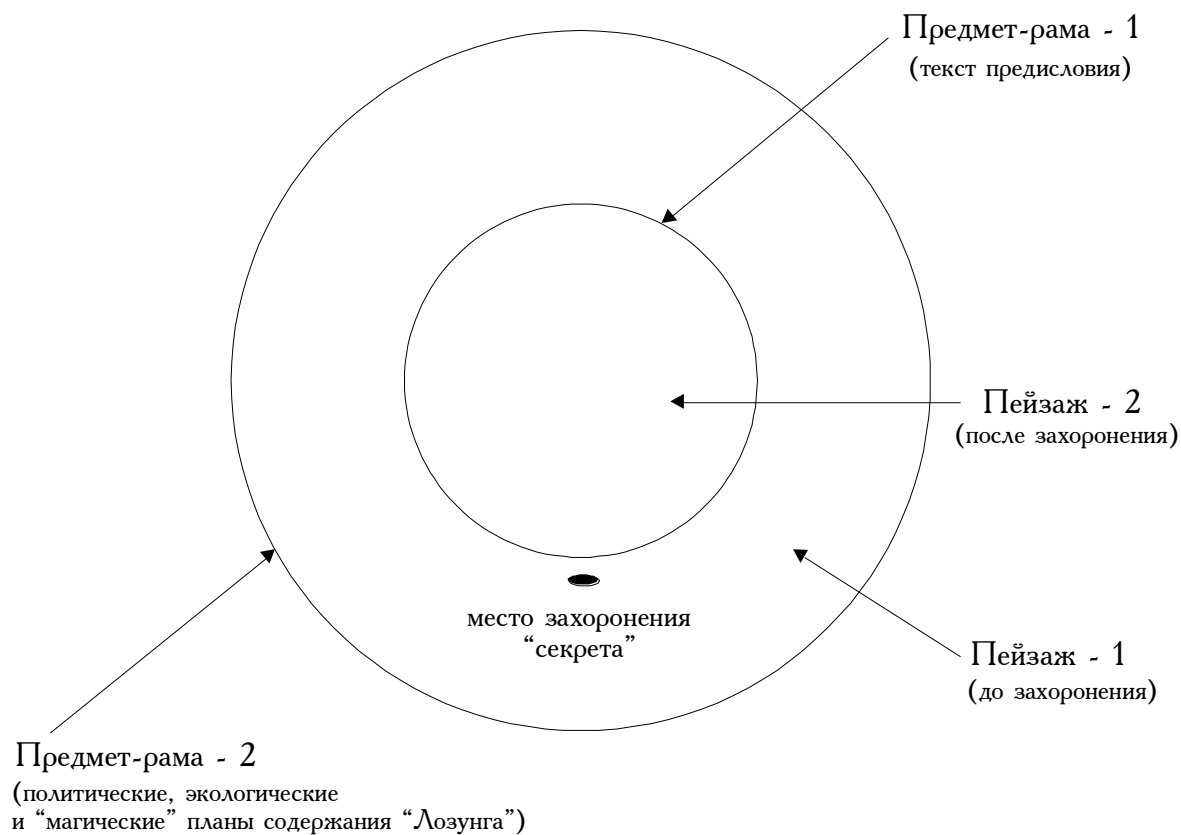 Предмет-рама - 1
(текст предисловия)
Пейзаж - 2
(после захоронения)
место захоронения
“секрета”
Пейзаж - 1
(до захоронения)
Предмет-рама - 2
(политические, экологические
и “магические” планы содержания “Лозунга”)